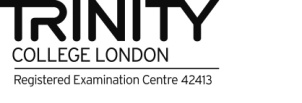 TRINITY
COLLEGE LONDON
Registered Examination Centre 42413